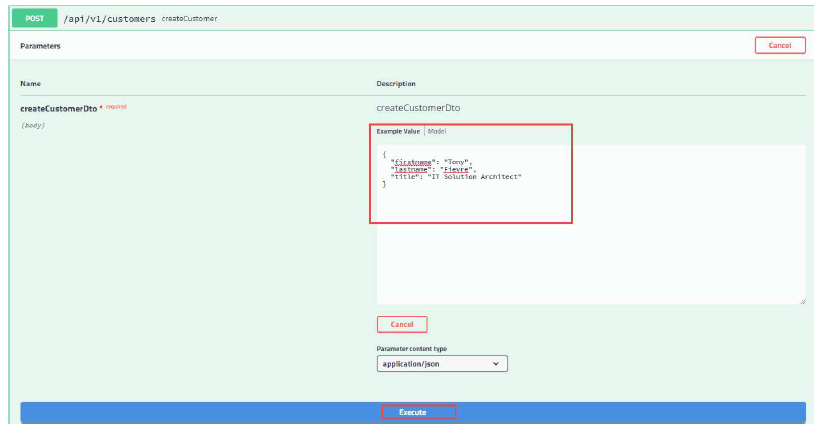 POST /api/v1/customers createCustomer
Parameters
Cancel
Name
Description
createCustomerDto * required
(body)
createCustomerDto
Example Value | Model
{
"firstname": "Tony",
"lastname": "Fievre",
"title": "IT Solution Architect"
}
Cancel
Parameter content type
application/json
Execute